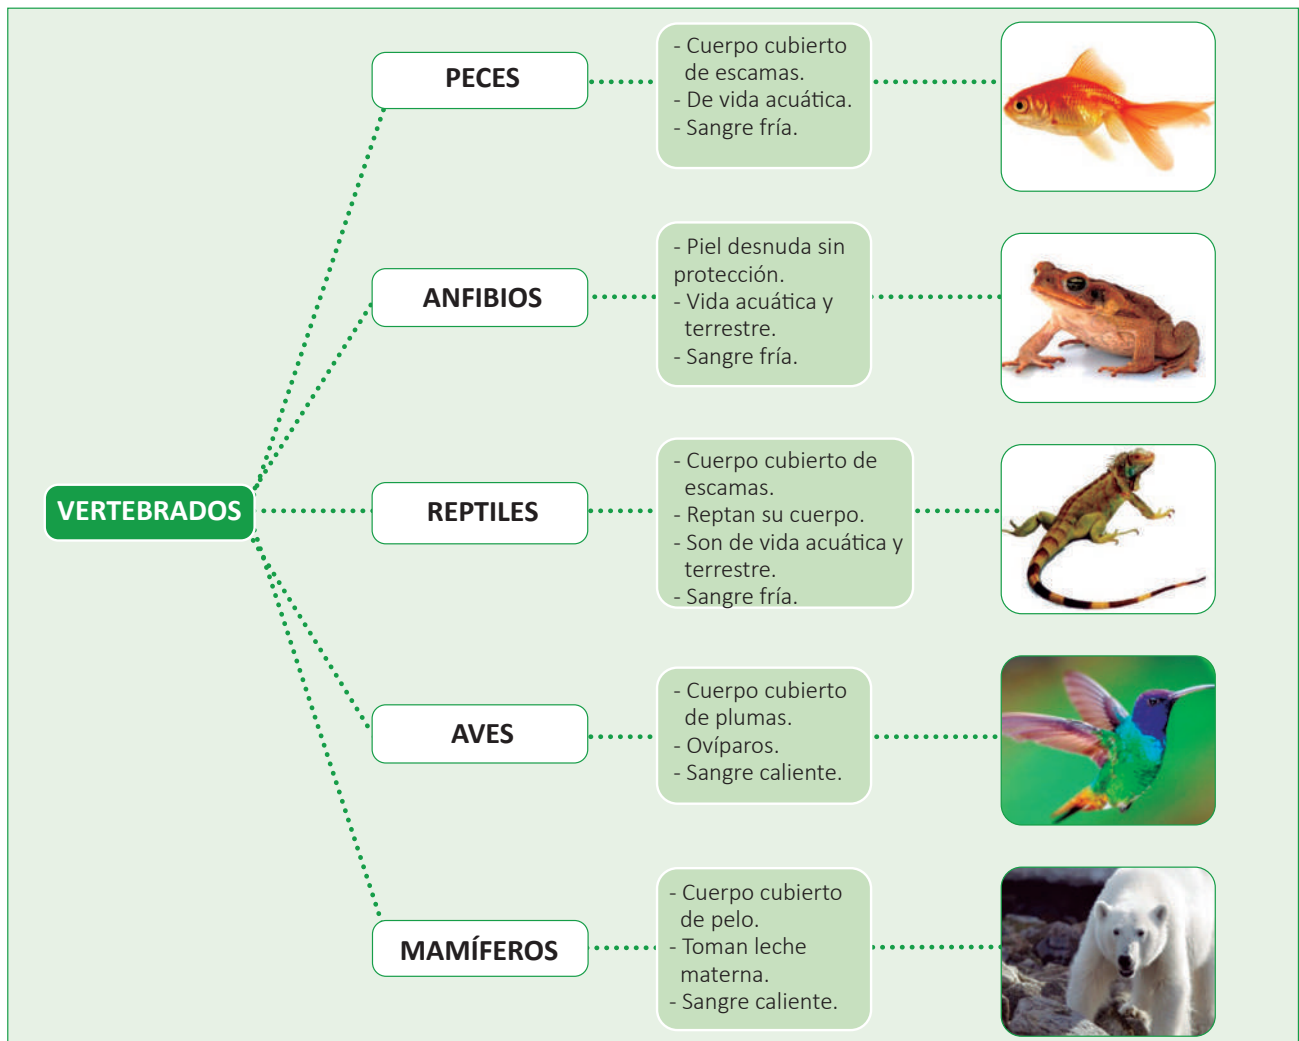 PECES
- Cuerpo cubierto
de escamas.
- De vida acuática.
- Sangre fría.
ANFIBIOS
- Piel desnuda sin
protección.
- Vida acuática y
terrestre.
- Sangre fría.
VERTEBRADOS
REPTILES
- Cuerpo cubierto de
escamas.
- Reptan su cuerpo.
- Son de vida acuática y
terrestre.
- Sangre fría.
AVES
- Cuerpo cubierto
de plumas.
- Ovíparos.
- Sangre caliente.
MAMÍFEROS
- Cuerpo cubierto
de pelo.
- Toman leche
materna.
- Sangre caliente.